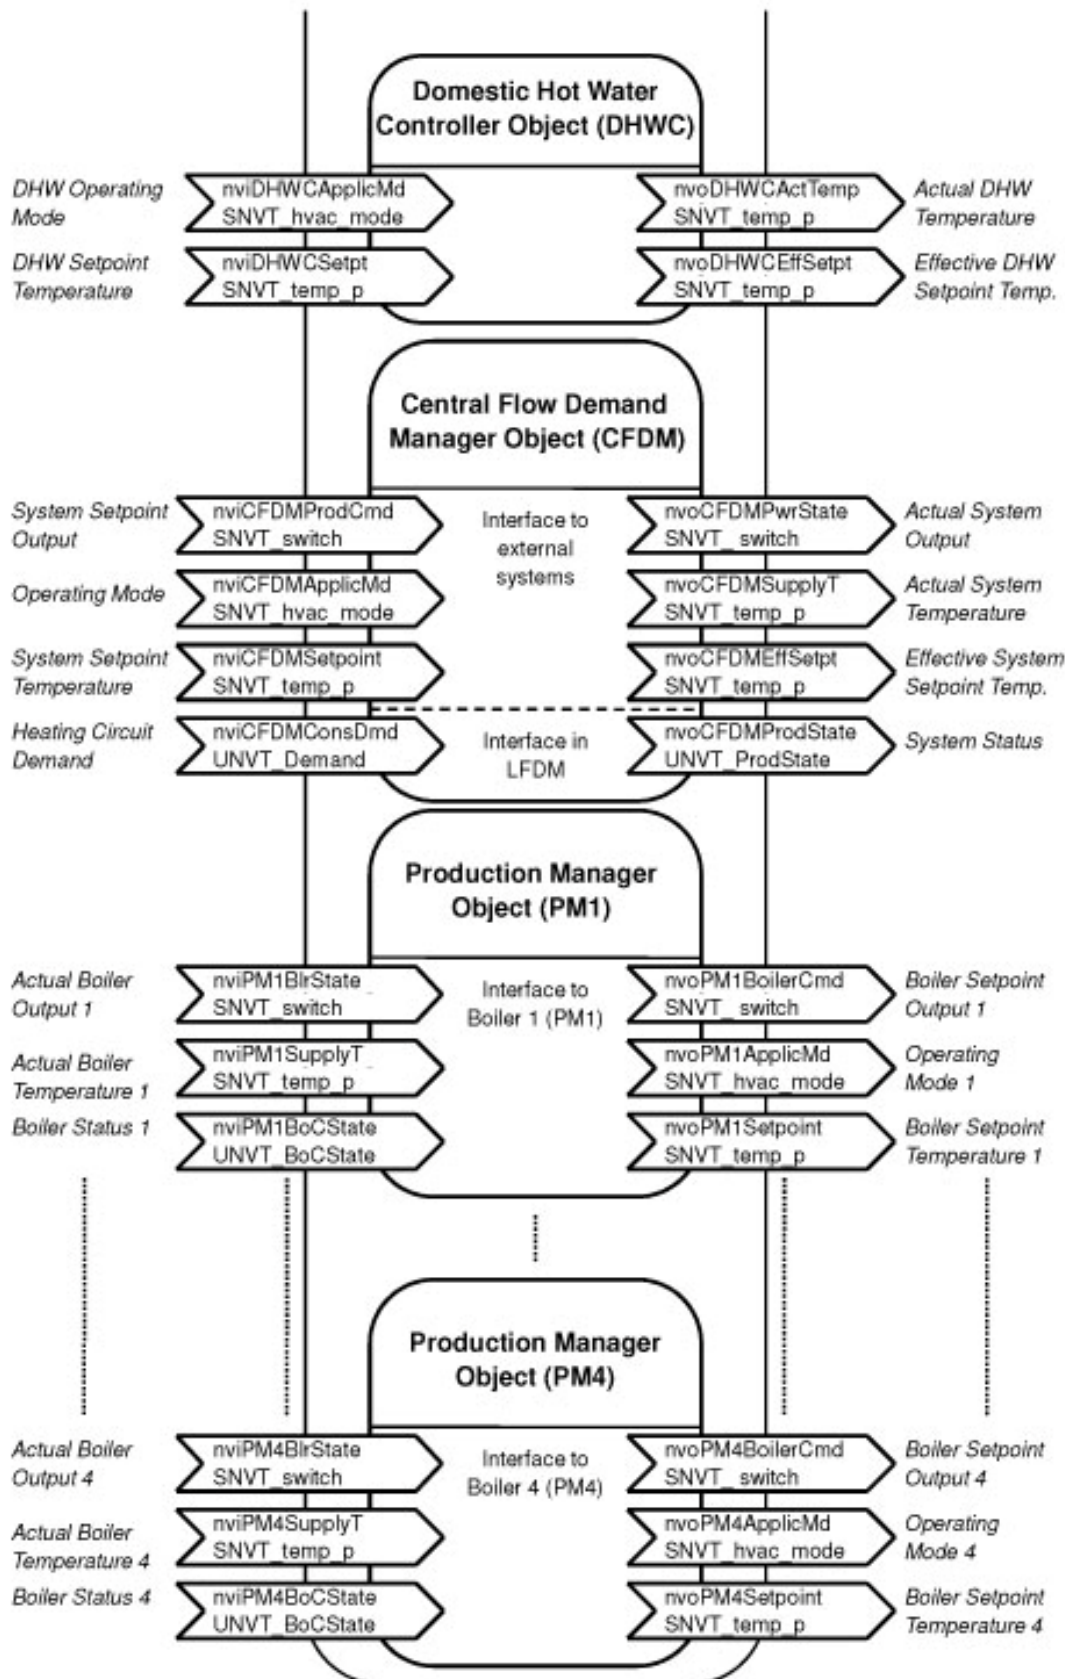 Domestic Hot Water
Controller Object (DHWC)
DHW Operating
Mode
nviDHWCApplicMd
SNVT_hvac_mode
nvoDHWCActTemp
SNVT_temp_p
Actual DHW
Temperature
DHW Setpoint
Temperature
nviDHWCSetpt
SNVT_temp_p
nvoDHWCEffSetpt
SNVT_temp_p
Effective DHW
Setpoint Temp.
Central Flow Demand
Manager Object (CFDM)
System Setpoint
Output
nviCFDMProdCmd
SNVT_switch
Interface to
external
systems
nvoCFDMPwrState
SNVT_ switch
Actual System
Output
Operating Mode
nviCFDMApplicMd
SNVT_hvac_mode
nvoCFDMSupplyT
SNVT_temp_p
Actual System
Temperature
System Setpoint
Temperature
nviCFDMSetpoint
SNVT_temp_p
nvoCFDMEffSetpt
SNVT_temp_p
Effective System
Setpoint Temp.
Heating Circuit
Demand
nviCFDMConsDmd
UNVT_Demand
Interface in
LFDM
nvoCFDMProdState
UNVT_ProdState
System Status
Production Manager
Object (PM1)
Actual Boiler
Output 1
nviPM1BlrState
SNVT_switch
Interface to
Boiler 1 (PM1)
nvoPM1BoilerCmd
SNVT_ switch
Boiler Setpoint
Output 1
Actual Boiler
Temperature 1
nviPM1SupplyT
SNVT_temp_p
nvoPM1ApplicMd
SNVT_hvac_mode
Operating
Mode 1
Boiler Status 1
nviPM1BoCState
UNVT_BoCState
nvoPM1Setpoint
SNVT_temp_p
Boiler Setpoint
Temperature 1
Production Manager
Object (PM4)
Actual Boiler
Output 4
nviPM4BlrState
SNVT_switch
Interface to
Boiler 4 (PM4)
nvoPM4BoilerCmd
SNVT_ switch
Boiler Setpoint
Output 4
Actual Boiler
Temperature 4
nviPM4SupplyT
SNVT_temp_p
nvoPM4ApplicMd
SNVT_hvac_mode
Operating
Mode 4
Boiler Status 4
nviPM4BoCState
UNVT_BoCState
nvoPM4Setpoint
SNVT_temp_p
Boiler Setpoint
Temperature 4